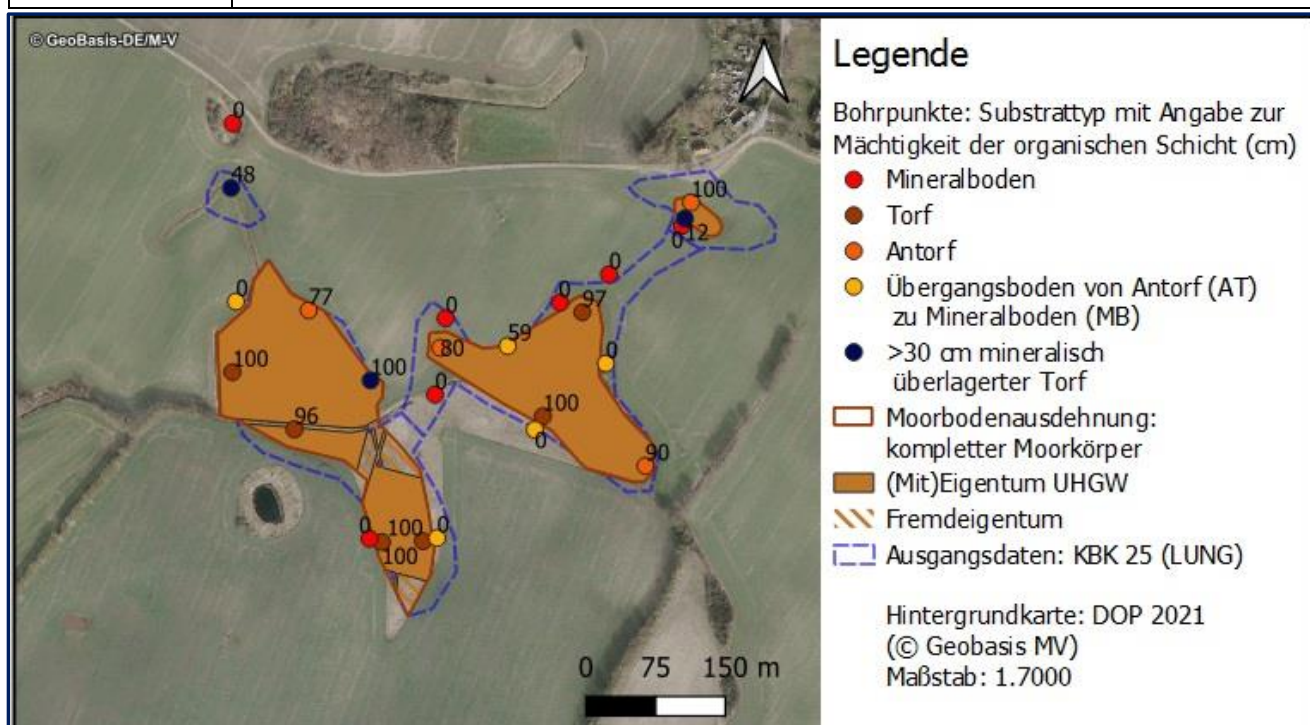 © GeoBasis-DE/M-V
0
48
100
0
12
0
0
77
0
0
97
59
80
0
100
100
0
96
100
0
90
0
100
0
100
0 75 150 m
Legende
Bohrpunkte: Substrattyp mit Angabe zur
Mächtigkeit der organischen Schicht (cm)
Mineralboden
Torf
Antorf
Übergangsboden von Antorf (AT)
zu Mineralboden (MB)
>30 cm mineralisch
überlagerter Torf
Moorbodenausdehnung:
kompletter Moorkörper
(Mit)Eigentum UHGW
Fremdeigentum
Ausgangsdaten: KBK 25 (LUNG)
Hintergrundkarte: DOP 2021
(© Geobasis MV)
Maßstab: 1.7000